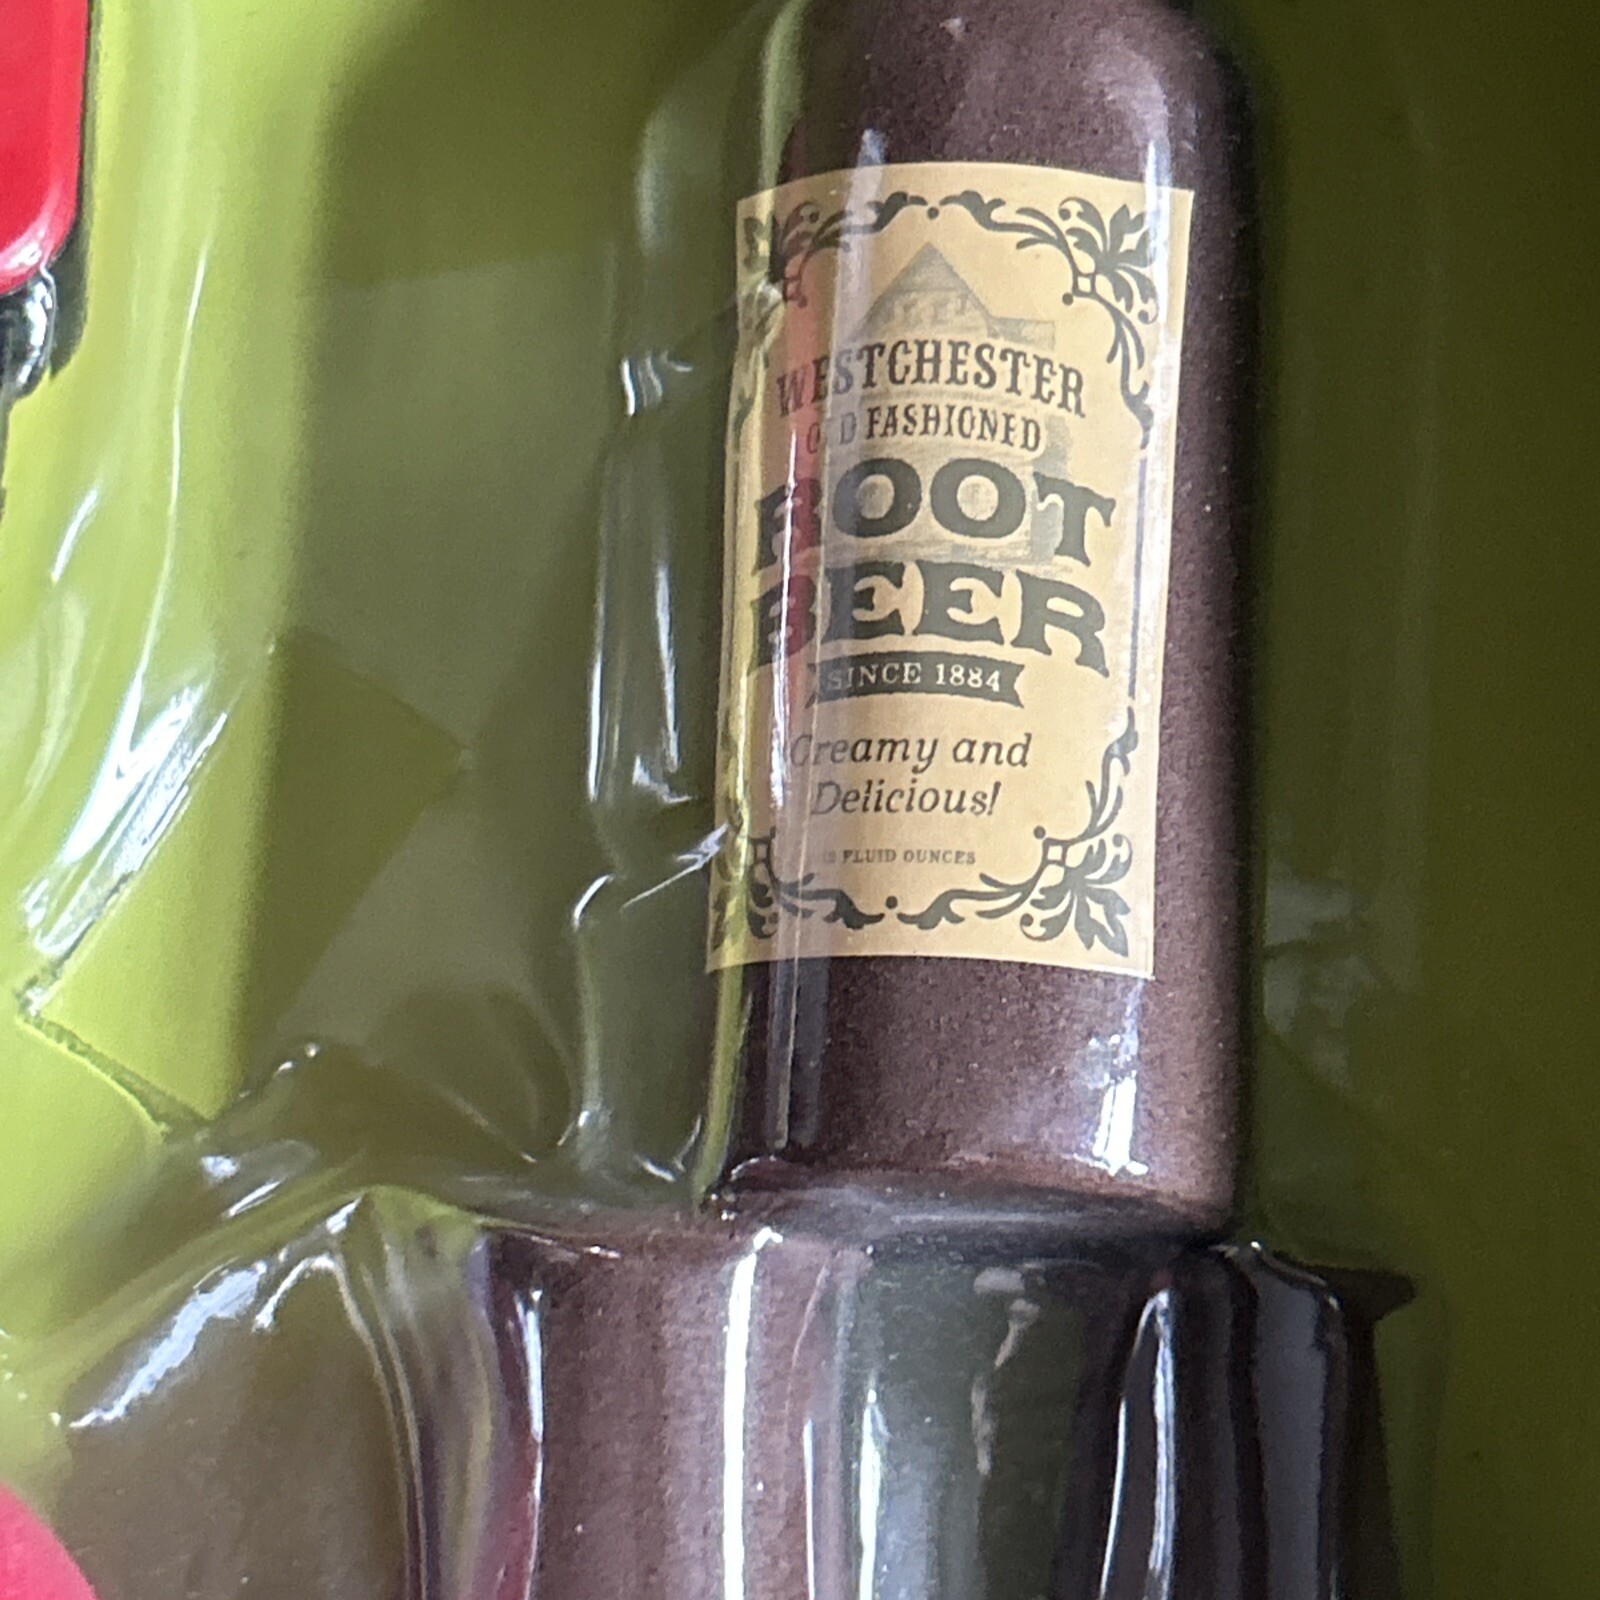 WESTCHESTER
OLD FASHIONED
ROOT
BEER
SINCE 1884
Creamy and
Delicious!
FLUID OUNCES